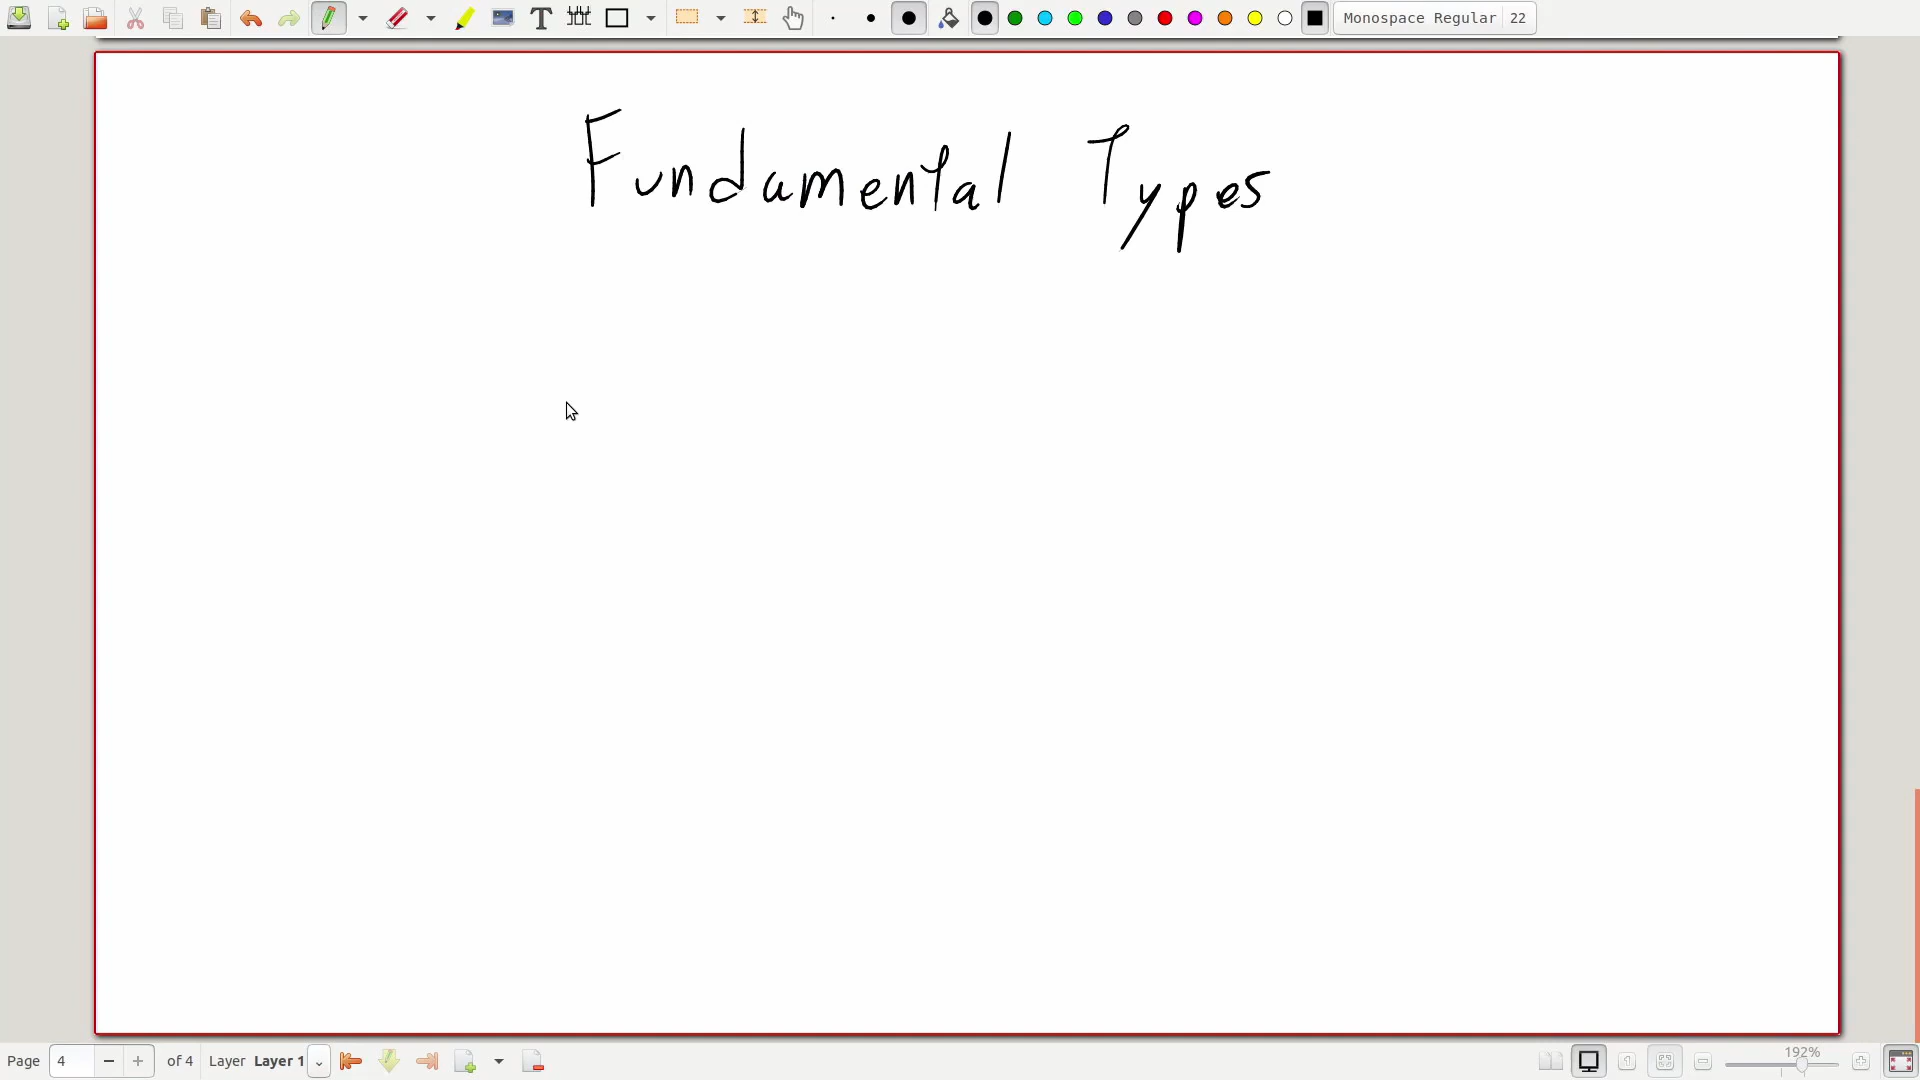 Monospace Regular 22
Fundamental Types
Page 4 of 4 Layer Layer 1 192%